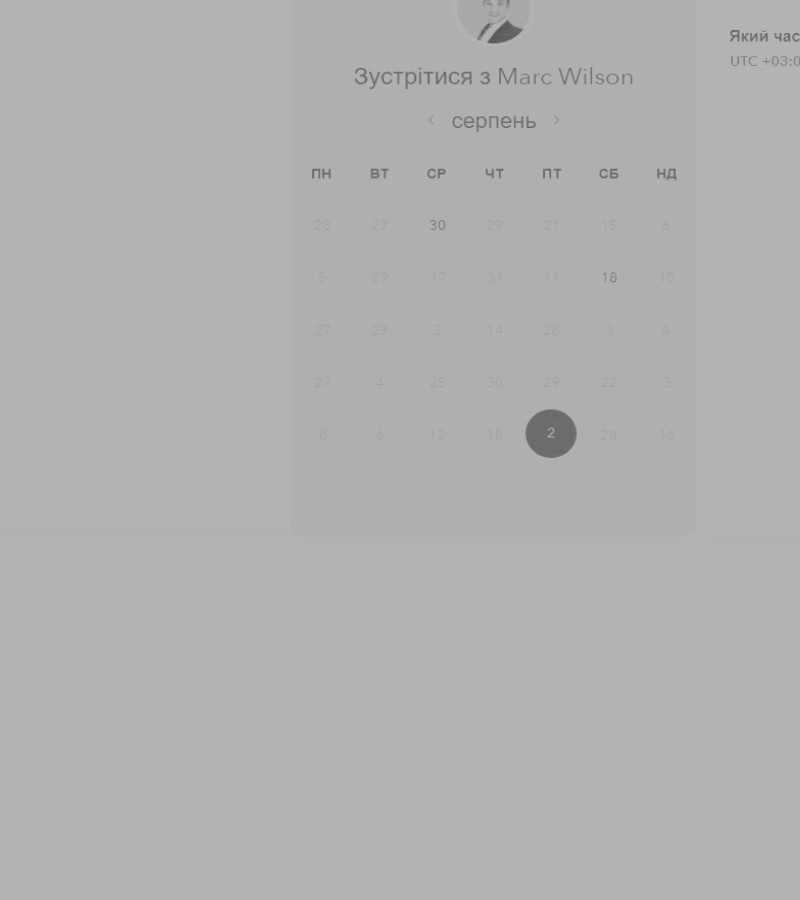 Який час
UTC +03:0
Зустрітися з Marc Wilson
серпень
ПН ВТ СР ЧТ ПТ СБ НД
28 27 30 29 21 15 6
5 29 17 31 11 18 15
27 29 2 14 28 3 4
27 4 25 30 29 22 3
8 6 12 18 2 28 16